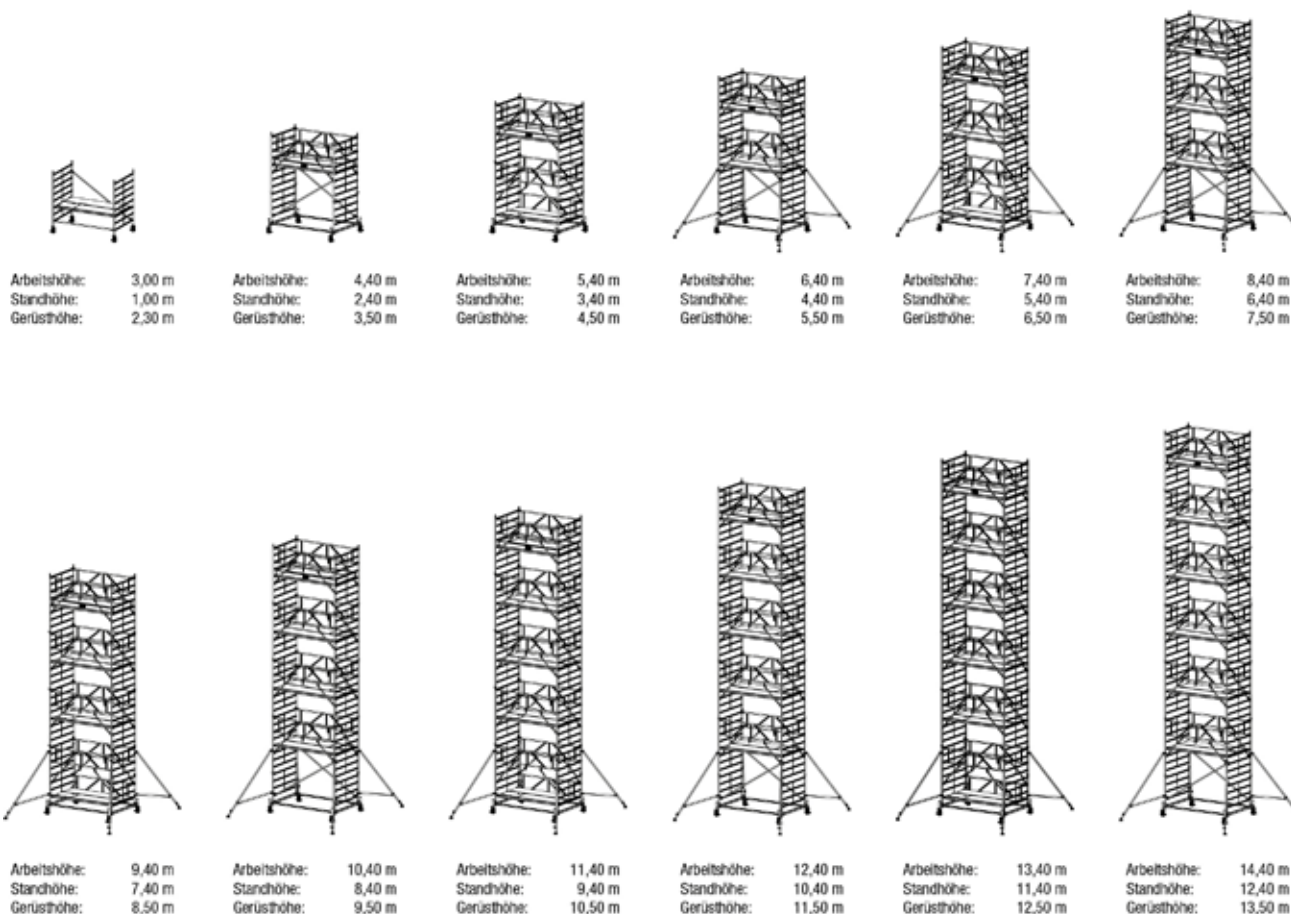 Arbeitshöhe: 3,00 m
Standhöhe: 1,00 m
Gerüsthöhe: 2,30 m
Arbeitshöhe: 4,40 m
Standhöhe: 2,40 m
Gerüsthöhe: 3,50 m
Arbeitshöhe: 5,40 m
Standhöhe: 3,40 m
Gerüsthöhe: 4,50 m
Arbeitshöhe: 6,40 m
Standhöhe: 4,40 m
Gerüsthöhe: 5,50 m
Arbeitshöhe: 7,40 m
Standhöhe: 5,40 m
Gerüsthöhe: 6,50 m
Arbeitshöhe: 8,40 m
Standhöhe: 6,40 m
Gerüsthöhe: 7,50 m
Arbeitshöhe: 9,40 m
Standhöhe: 7,40 m
Gerüsthöhe: 8,50 m
Arbeitshöhe: 10,40 m
Standhöhe: 8,40 m
Gerüsthöhe: 9,50 m
Arbeitshöhe: 11,40 m
Standhöhe: 9,40 m
Gerüsthöhe: 10,50 m
Arbeitshöhe: 12,40 m
Standhöhe: 10,40 m
Gerüsthöhe: 11,50 m
Arbeitshöhe: 13,40 m
Standhöhe: 11,40 m
Gerüsthöhe: 12,50 m
Arbeitshöhe: 14,40 m
Standhöhe: 12,40 m
Gerüsthöhe: 13,50 m